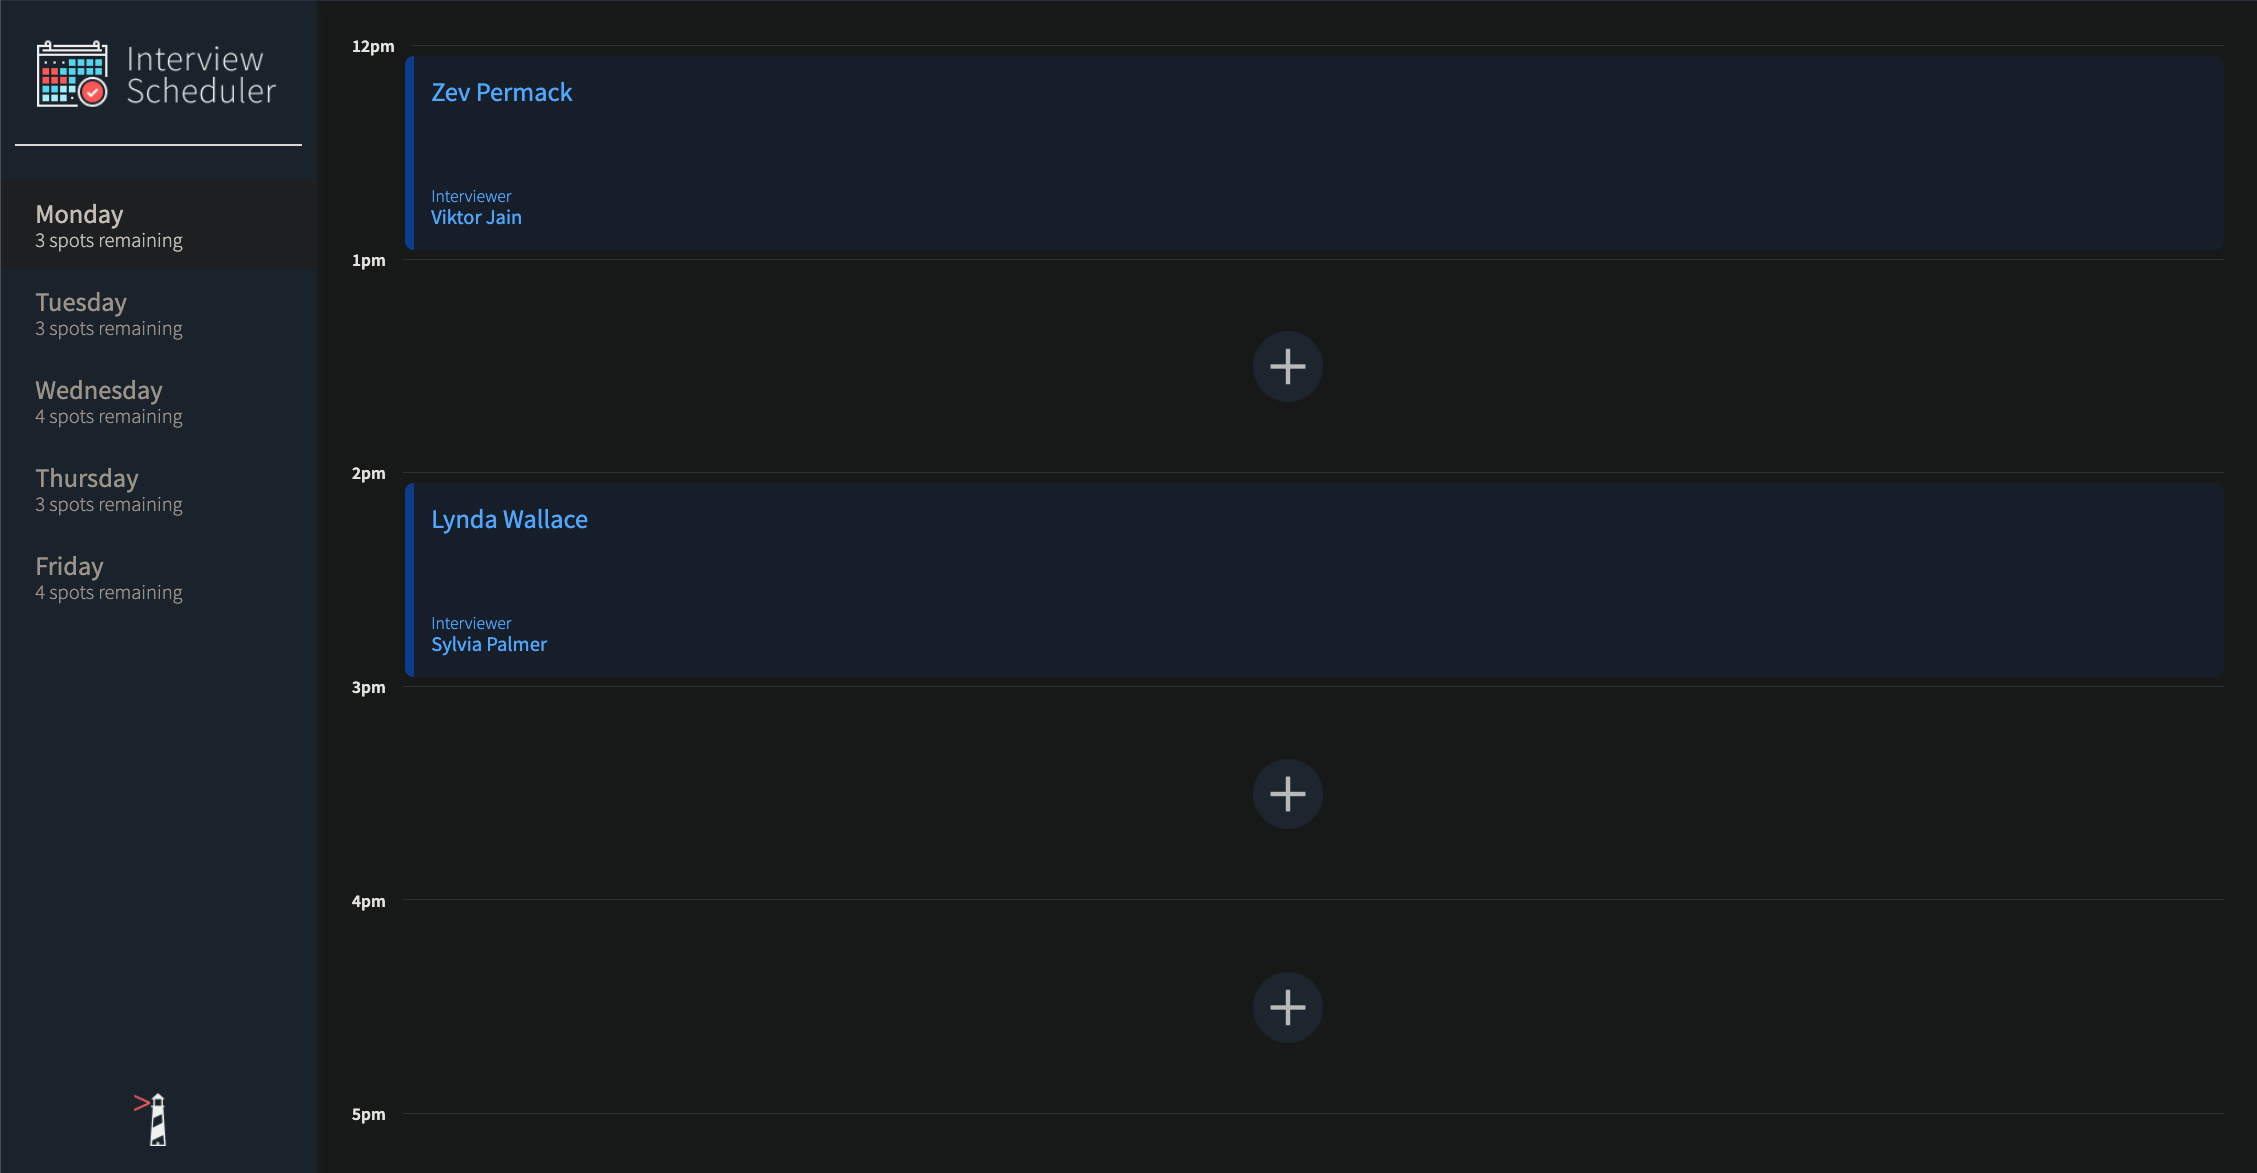 Interview
Scheduler
Monday
3 spots remaining
Tuesday
3 spots remaining
Wednesday
4 spots remaining
Thursday
3 spots remaining
Friday
4 spots remaining
12pm
Zev Permack
Interviewer
Viktor Jain
1pm
2pm
Lynda Wallace
Interviewer
Sylvia Palmer
3pm
4pm
5pm